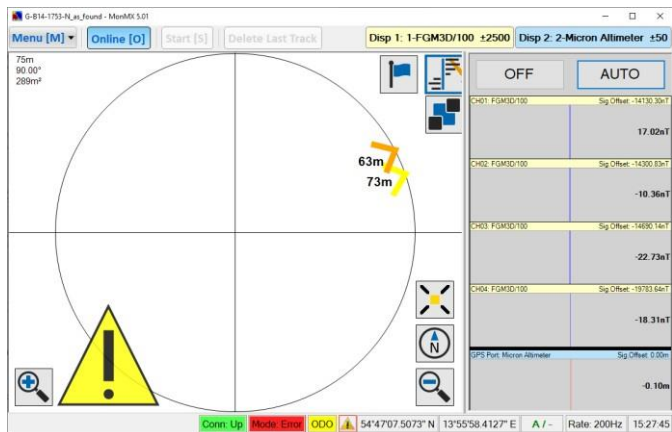 G-B14-1753-N_as_found - MonMX 5.01
Menu [M] Online [O] Start [S] Delete Last Track Disp 1: 1-FGM3D/100 ±2500 Disp 2: 2-Micron Altimeter ±50
75m
90.00°
289m²
63m
73m
N
OFF AUTO
CH01: FGM3D/100 Sig.Offset: -14130.30nT
17.02nT
CH02: FGM3D/100 Sig.Offset: -14300.83nT
-10.36nT
CH03: FGM3D/100 Sig.Offset: -14690.14nT
-22.73nT
CH04: FGM3D/100 Sig.Offset: -19783.64nT
-18.31nT
GPS Port: Micron Altimeter Sig.Offset: 0.00m
-0.10m
Conn: Up Mode: Error ODO 54°47'07.5073" N 13°55'58.4127" E A / - Rate: 200Hz 15:27:43